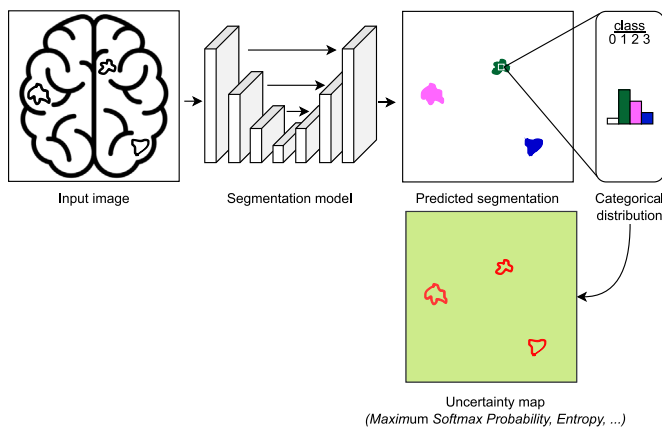 class
0 1 2 3
Input image
Segmentation model
Predicted segmentation
Categorical
distribution
Uncertainty map
(Maximum Softmax Probability, Entropy, ...)